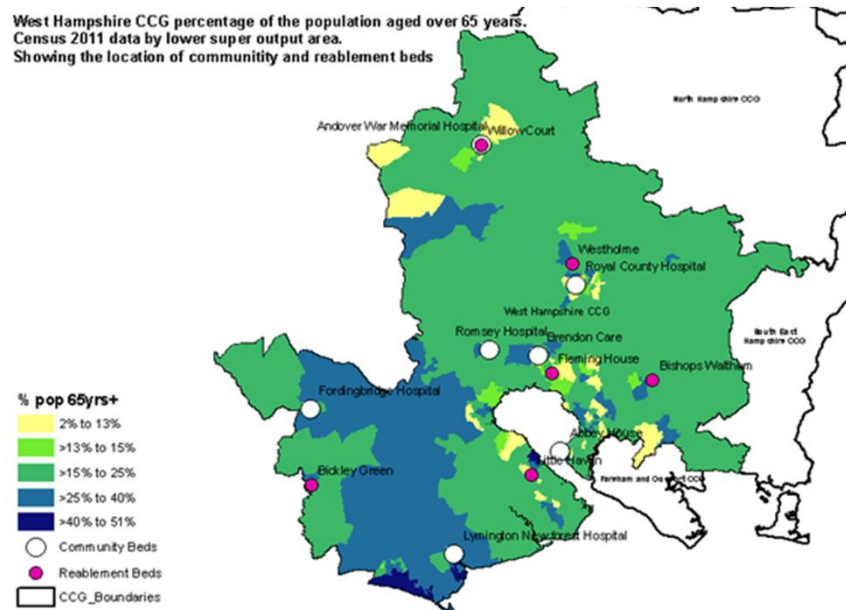 West Hampshire CCG percentage of the population aged over 65 years.
Census 2011 data by lower super output area.
Showing the location of communitity and reablement beds
North Hampshire CCG
Andover War Memorial Hospital
WillowCourt
Westholme
Royal County Hospital
West Hampshire CCG
Romsey Hospital
Brendon Care
South East
Hampshire CCG
Fleming House
Bishops Waltham
Fordingbridge Hospital
Abbey House
Little Haven
Bickley Green
Fareham and Gosport CCG
Lymington New forest Hospital
% pop 65yrs+
2% to 13%
>13% to 15%
>15% to 25%
>25% to 40%
>40% to 51%
Community Beds
Reablement Beds
CCG_Boundaries